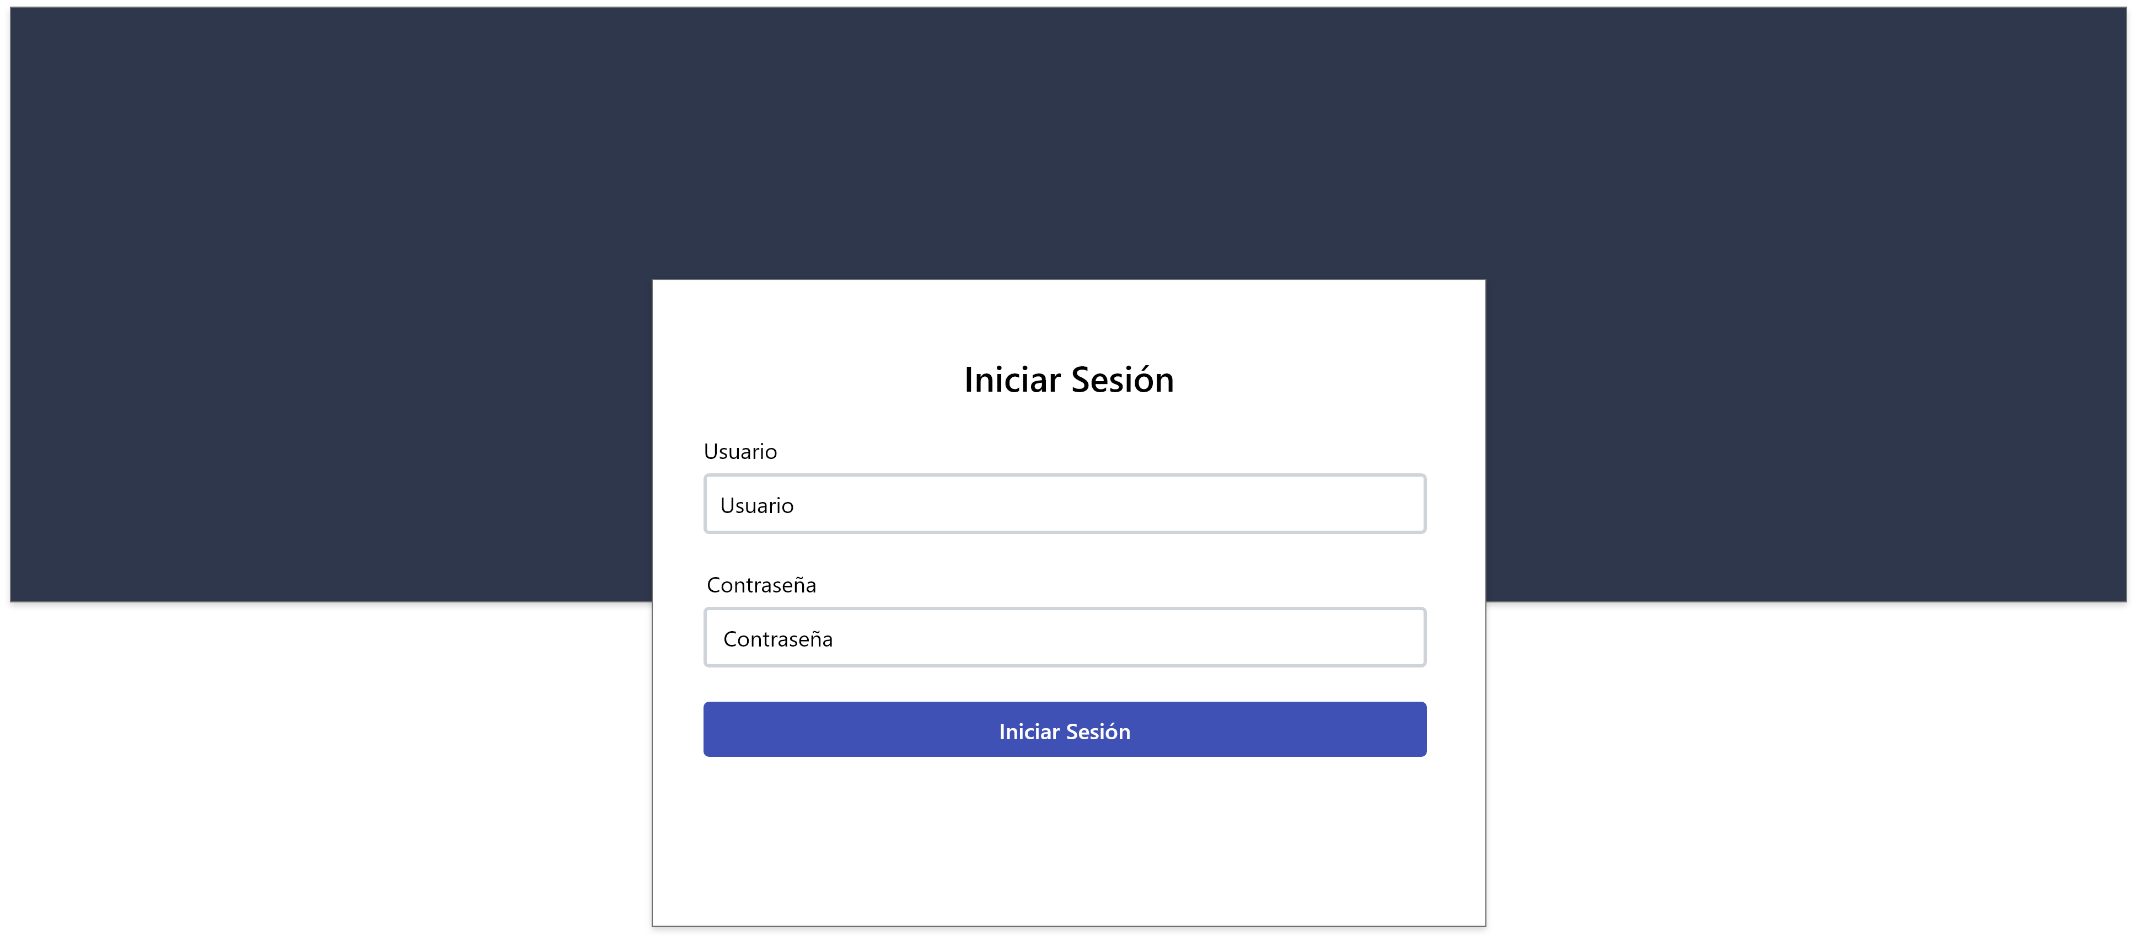 Iniciar Sesión
Usuario
Usuario
Contraseña
Contraseña
Iniciar Sesión